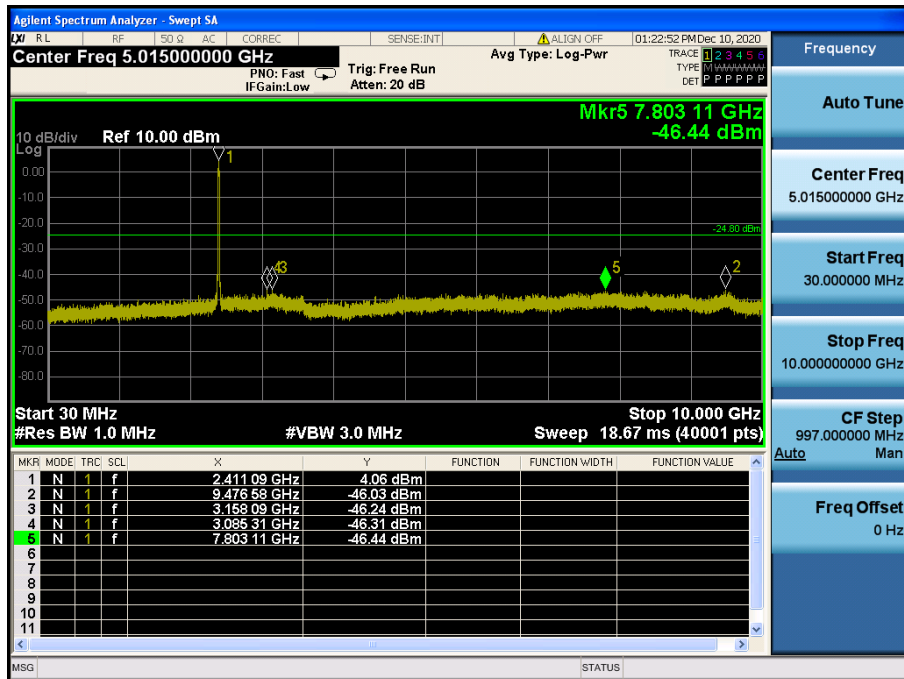 Agilent Spectrum Analyzer - Swept SA
LXI RL RF 50 Ω AC CORREC SENSE:INT ALIGN OFF 01:22:52 PM Dec 10, 2020
Center Freq 5.015000000 GHz
PNO: Fast
IFGain:Low
Trig: Free Run
Atten: 20 dB
Avg Type: Log-Pwr
TRACE 1 2 3 4 5 6
TYPE M WWWWW
DET P P P P P P
Mkr5 7.803 11 GHz
-46.44 dBm
10 dB/div Ref 10.00 dBm
Log
1
0.00
-10.0
-20.0
-24.80 dBm
-30.0
43
5
2
-40.0
-50.0
-60.0
-70.0
-80.0
Start 30 MHz Stop 10.000 GHz
#Res BW 1.0 MHz #VBW 3.0 MHz Sweep 18.67 ms (40001 pts)
MKR MODE TRC SCL X Y FUNCTION FUNCTION WIDTH FUNCTION VALUE
1 N 1 f 2.411 09 GHz 4.06 dBm
2 N 1 f 9.476 58 GHz -46.03 dBm
3 N 1 f 3.158 09 GHz -46.24 dBm
4 N 1 f 3.085 31 GHz -46.31 dBm
5 N 1 f 7.803 11 GHz -46.44 dBm
6
7
8
9
10
11
MSG STATUS
Frequency
Auto Tune
Center Freq
5.015000000 GHz
Start Freq
30.000000 MHz
Stop Freq
10.000000000 GHz
CF Step
997.000000 MHz
Auto Man
Freq Offset
0 Hz